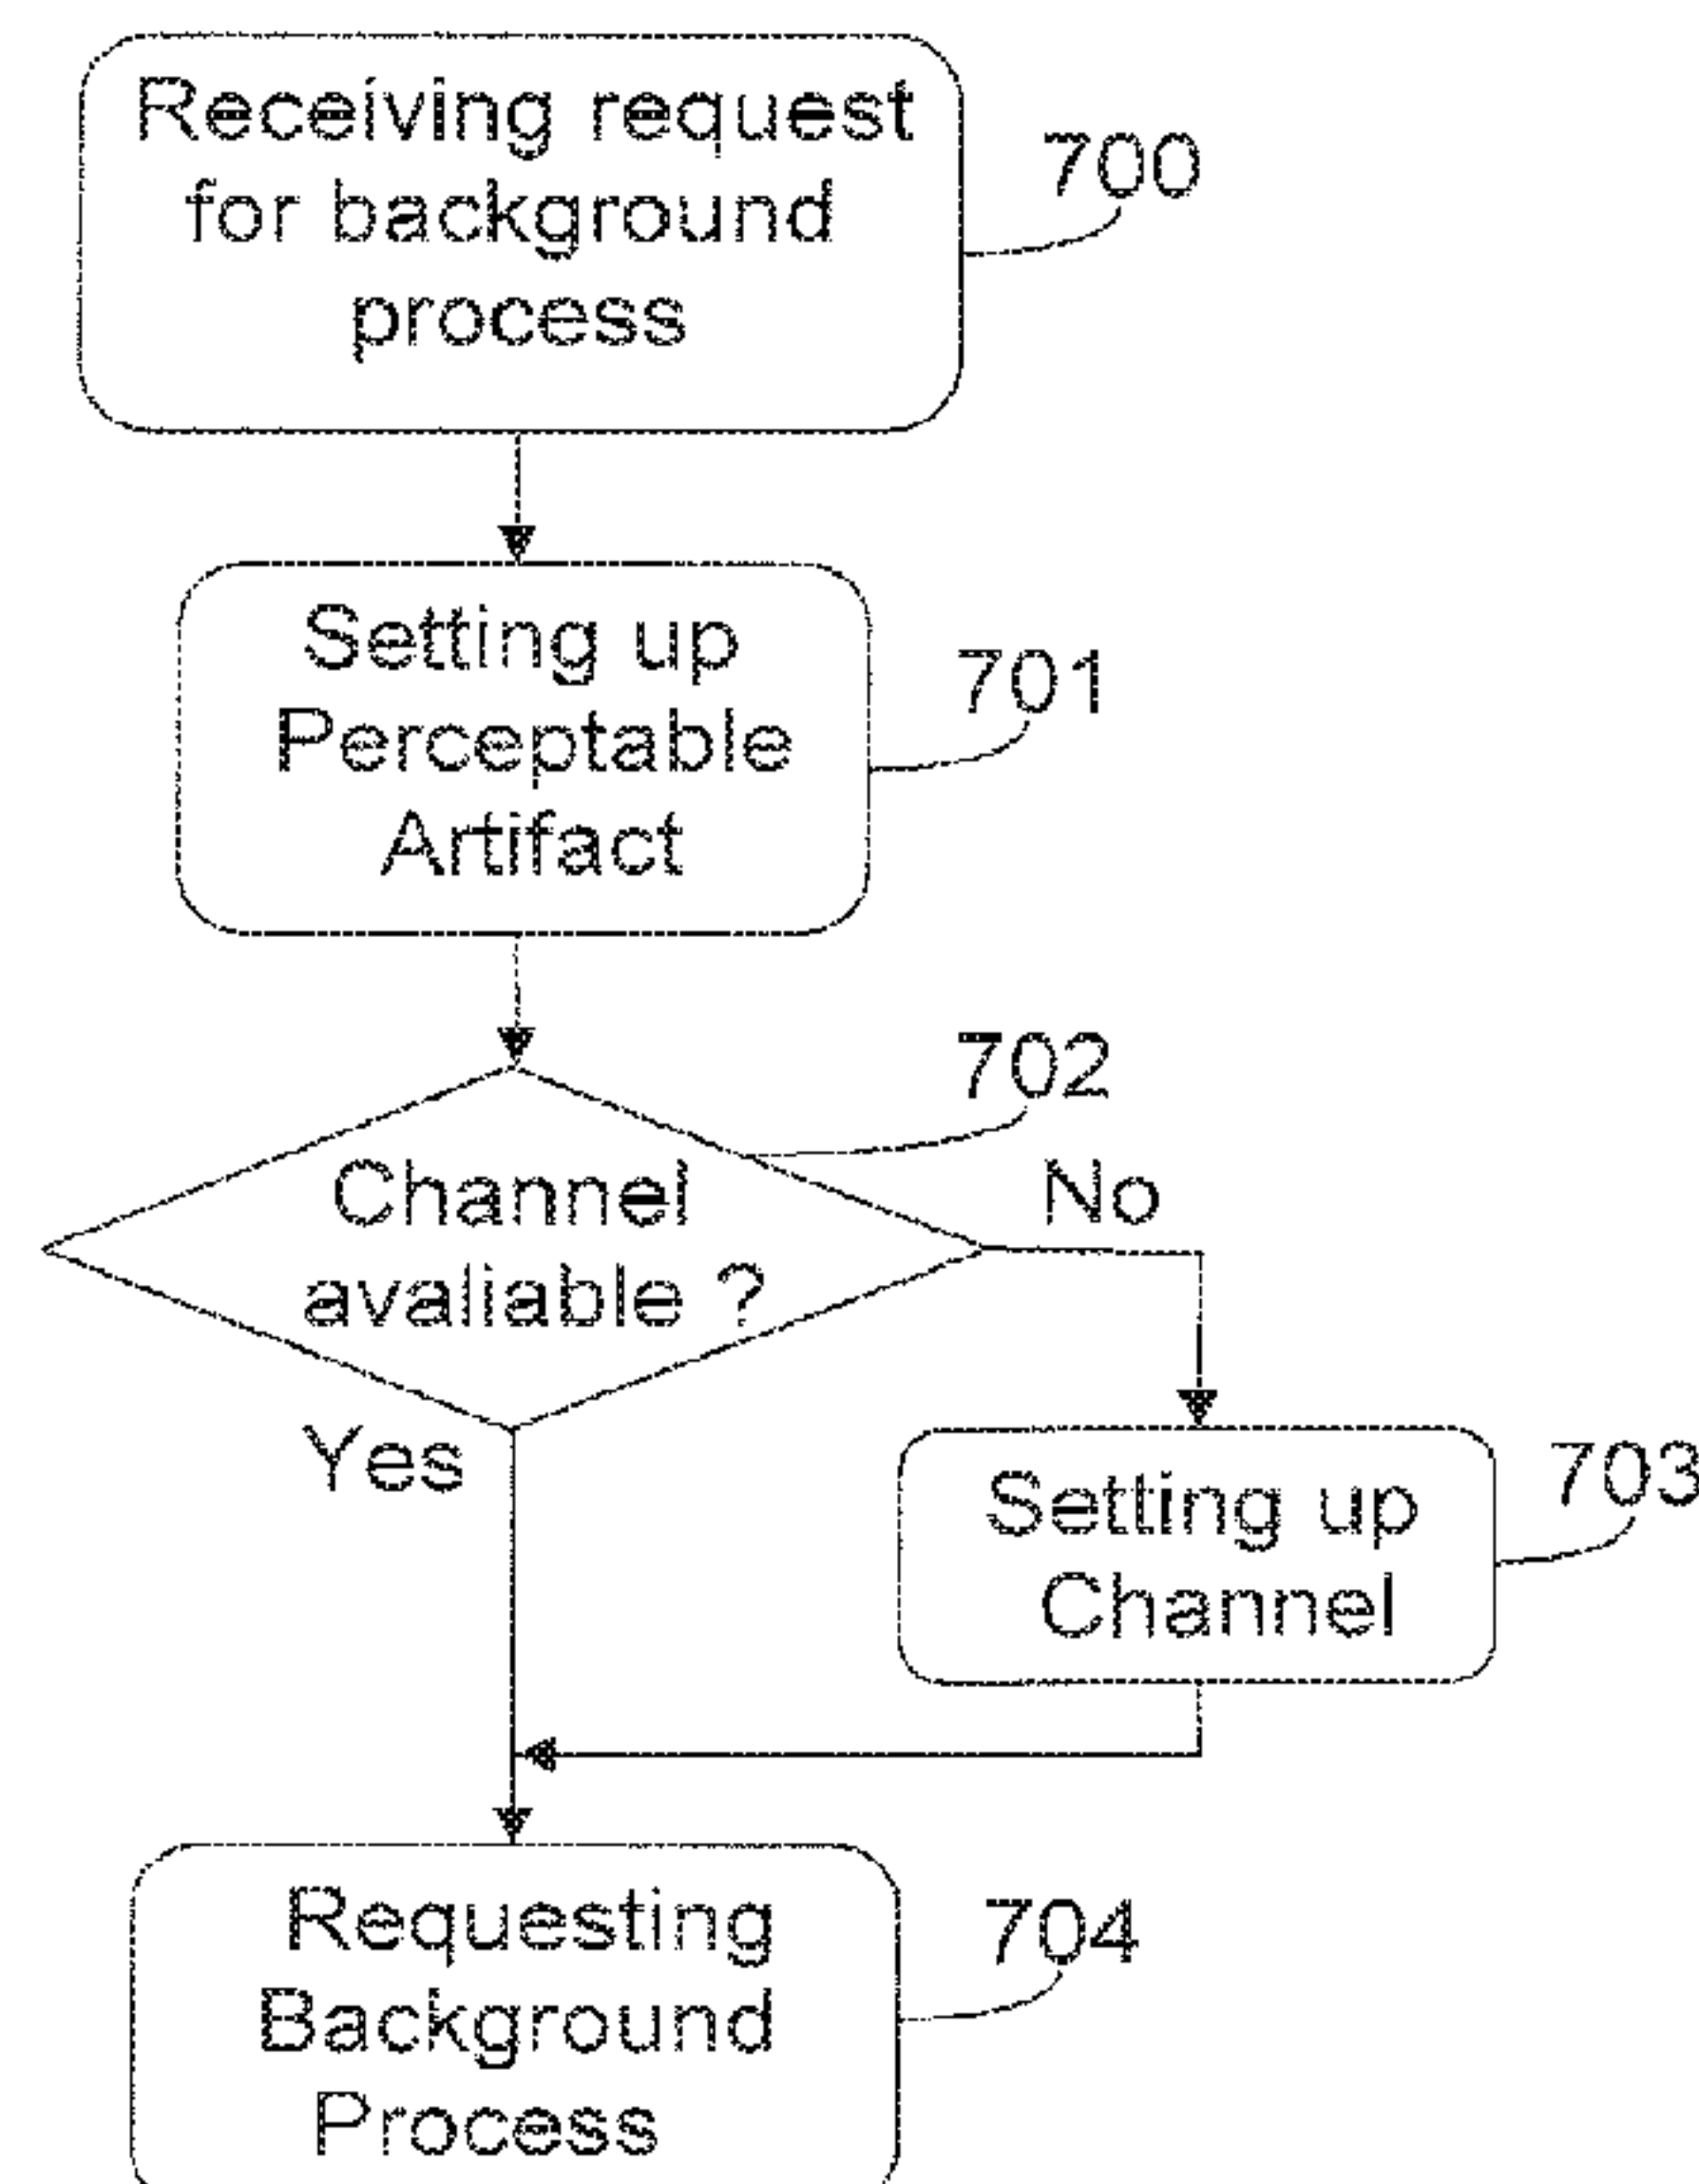 Receiving request
for background
process
700
Setting up
Perceptable
Artifact
701
702
Channel
avaliable ?
No
Yes
Setting up
Channel
703
Requesting
Background
Process
704